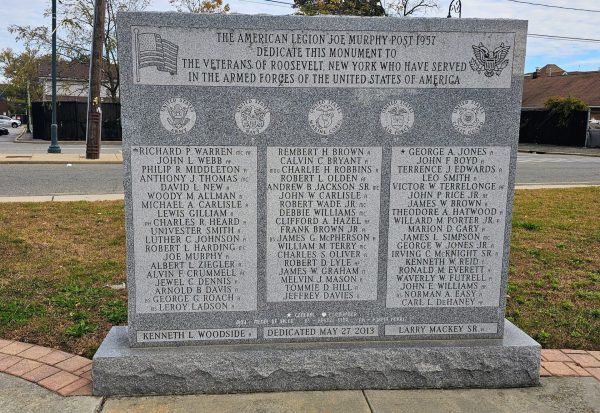 THE AMERICAN LEGION JOE MURPHY POST 1957
DEDICATE THIS MONUMENT TO
THE VETERANS OF ROOSEVELT, NEW YORK WHO HAVE SERVED
IN THE ARMED FORCES OF THE UNITED STATES OF AMERICA
RICHARD P. WARREN
JOHN L. WEBB
PHILIP R. MIDDLETON
ANTHONY J. THOMAS
DAVID L. NEW
WOODY M. ALLMAN
MICHAEL A. CARLISLE
LEWIS GILLIAM
CHARLES R. HEARD
UNIVESTER SMITH
LUTHER C. JOHNSON
ROBERT L. HARDING
JOE MURPHY
ALBERT L. ZIEGLER
ALVIN F. CRUMMELL
JEWEL C. DENNIS
ARNOLD B. DAVIS
GEORGE G. ROACH
LEROY LADSON
REMBERT H. BROWN
CALVIN C. BRYANT
CHARLIE H. ROBBINS
ROBERT L. OLDEN
ANDREW B. JACKSON SR.
JOHN W. CARLISLE
ROBERT WADE JR.
DEBBIE WILLIAMS
CLIFFORD A. HAZEL
FRANK BROWN JR.
JAMES G. McPHERSON
WILLIAM M. TERRY
CHARLES S. OLIVER
ROBERT D. LYLE
JAMES W. GRAHAM
MELVIN J. MASON
TOMMIE D. HILL
JEFFREY DAVIES
GEORGE A. JONES
JOHN F. BOYD
TERRENCE J. EDWARDS
LEO SMITH
VICTOR W. TERRELONGE
JOHN P. RICE JR.
JAMES W. BROWN
THEODORE A. HATWOOD
WILLARD M. PORTER JR.
MARION D. GARY
JAMES L. SIMPSON
GEORGE W. JONES JR.
IRVING C. McKNIGHT SR.
KENNETH W. REID
RONALD M. EVERETT
WAVERLY W. FUTRELL
JOHN E. WILLIAMS
NORMAN A. EASY
CARL L. DeHANEY
KENNETH L. WOODSIDE
DEDICATED MAY 27 2013
LARRY MACKEY SR.